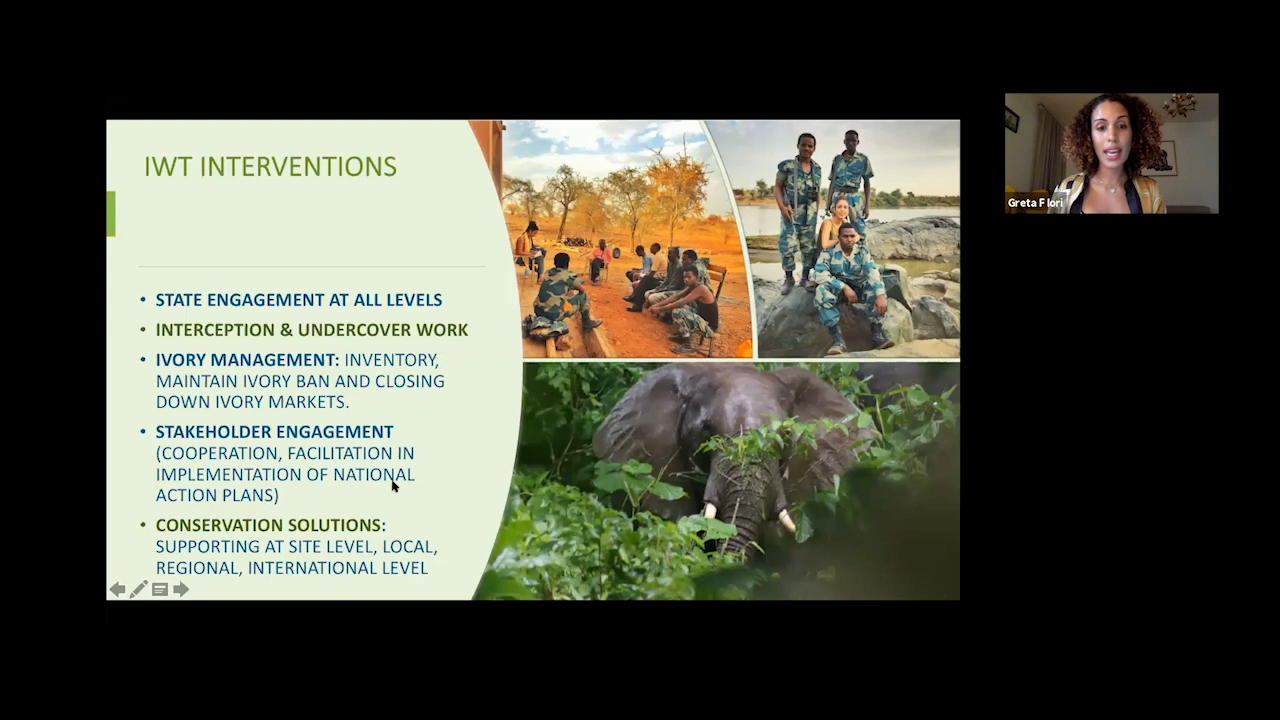 IWT INTERVENTIONS
• STATE ENGAGEMENT AT ALL LEVELS
• INTERCEPTION & UNDERCOVER WORK
• IVORY MANAGEMENT: INVENTORY,
MAINTAIN IVORY BAN AND CLOSING
DOWN IVORY MARKETS.
• STAKEHOLDER ENGAGEMENT
(COOPERATION, FACILITATION IN
IMPLEMENTATION OF NATIONAL
ACTION PLANS)
• CONSERVATION SOLUTIONS:
SUPPORTING AT SITE LEVEL, LOCAL,
REGIONAL, INTERNATIONAL LEVEL
Greta F Iori